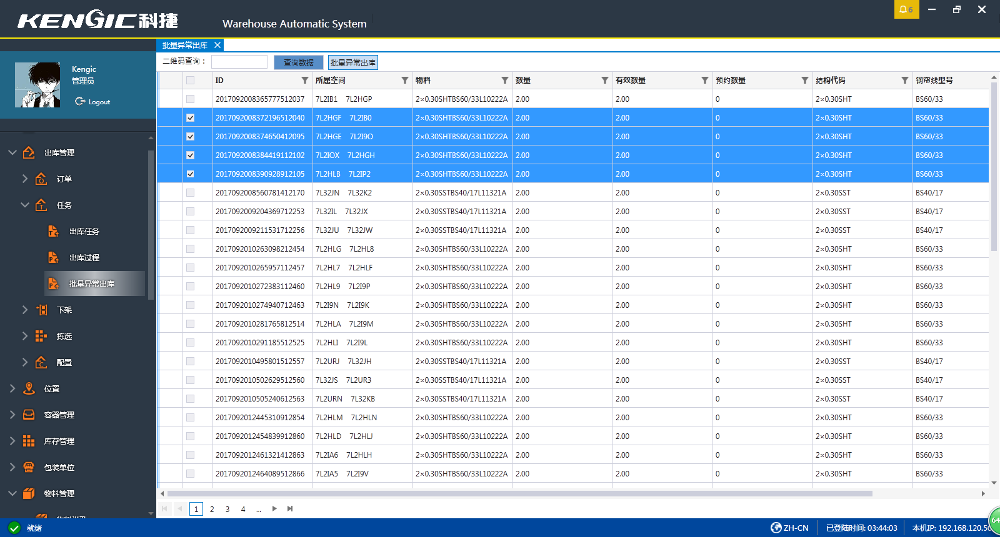 KENGIC科捷
Warehouse Automatic System
6
批量异常出库
Kengic
管理员
Logout
二维码查询：
查询数据
批量异常出库
ID 所属空间 物料 数量 有效数量 预约数量 结构代码 钢帘线型号
2017092008365777512037 7L2IB1 7L2HGP 2×0.30SHTBS60/33L10222A 2.00 2.00 0 2×0.30SHT BS60/33
2017092008372196512040 7L2HGF 7L2IB0 2×0.30SHTBS60/33L10222A 2.00 2.00 0 2×0.30SHT BS60/33
2017092008374650412095 7L2HGE 7L2I9O 2×0.30SHTBS60/33L10222A 2.00 2.00 0 2×0.30SHT BS60/33
2017092008384419112102 7L2IOX 7L2HGH 2×0.30SHTBS60/33L10222A 2.00 2.00 0 2×0.30SHT BS60/33
2017092008390928912105 7L2HLB 7L2IP2 2×0.30SHTBS60/33L10222A 2.00 2.00 0 2×0.30SHT BS60/33
2017092008560781412170 7L32JN 7L32K2 2×0.30SSTBS40/17L11321A 2.00 2.00 0 2×0.30SST BS40/17
2017092009204369712253 7L32IL 7L32JX 2×0.30SSTBS40/17L11321A 2.00 2.00 0 2×0.30SST BS40/17
2017092009211531712256 7L32JU 7L32JW 2×0.30SSTBS40/17L11321A 2.00 2.00 0 2×0.30SST BS40/17
2017092010263098212454 7L2HLG 7L2HL8 2×0.30SHTBS60/33L10222A 2.00 2.00 0 2×0.30SHT BS60/33
2017092010265957112457 7L2HL7 7L2HLF 2×0.30SHTBS60/33L10222A 2.00 2.00 0 2×0.30SHT BS60/33
2017092010272383112460 7L2HL9 7L2I9P 2×0.30SHTBS60/33L10222A 2.00 2.00 0 2×0.30SHT BS60/33
2017092010274940712463 7L2I9N 7L2I9K 2×0.30SHTBS60/33L10222A 2.00 2.00 0 2×0.30SHT BS60/33
2017092010281765812514 7L2HLA 7L2I9M 2×0.30SHTBS60/33L10222A 2.00 2.00 0 2×0.30SHT BS60/33
2017092010291185512525 7L2HLI 7L2I9L 2×0.30SHTBS60/33L10222A 2.00 2.00 0 2×0.30SHT BS60/33
2017092010495801512557 7L2URJ 7L32JH 2×0.30SSTBS40/17L11321A 2.00 2.00 0 2×0.30SST BS40/17
2017092010502629512560 7L32JS 7L2UR3 2×0.30SSTBS40/17L11321A 2.00 2.00 0 2×0.30SST BS40/17
2017092010505240612563 7L2URN 7L32KB 2×0.30SSTBS40/17L11321A 2.00 2.00 0 2×0.30SST BS40/17
2017092012445310912854 7L2HLM 7L2HLN 2×0.30SHTBS60/33L10222A 2.00 2.00 0 2×0.30SHT BS60/33
2017092012454839912860 7L2HLD 7L2HLJ 2×0.30SHTBS60/33L10222A 2.00 2.00 0 2×0.30SHT BS60/33
2017092012461321412863 7L2IA6 7L2HLH 2×0.30SHTBS60/33L10222A 2.00 2.00 0 2×0.30SHT BS60/33
2017092012464089512866 7L2IA5 7L2I9V 2×0.30SHTBS60/33L10222A 2.00 2.00 0 2×0.30SHT BS60/33
1 2 3 4 ...
出库管理
订单
任务
出库任务
出库过程
批量异常出库
下架
拣选
配置
位置
容器管理
库存管理
包装单位
物料管理
就绪
ZH-CN
已登陆时间: 03:44:03
本机IP: 192.168.120.5
64